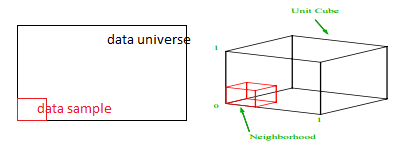 data universe
data sample
Unit Cube
1
0
1
Neighborhood